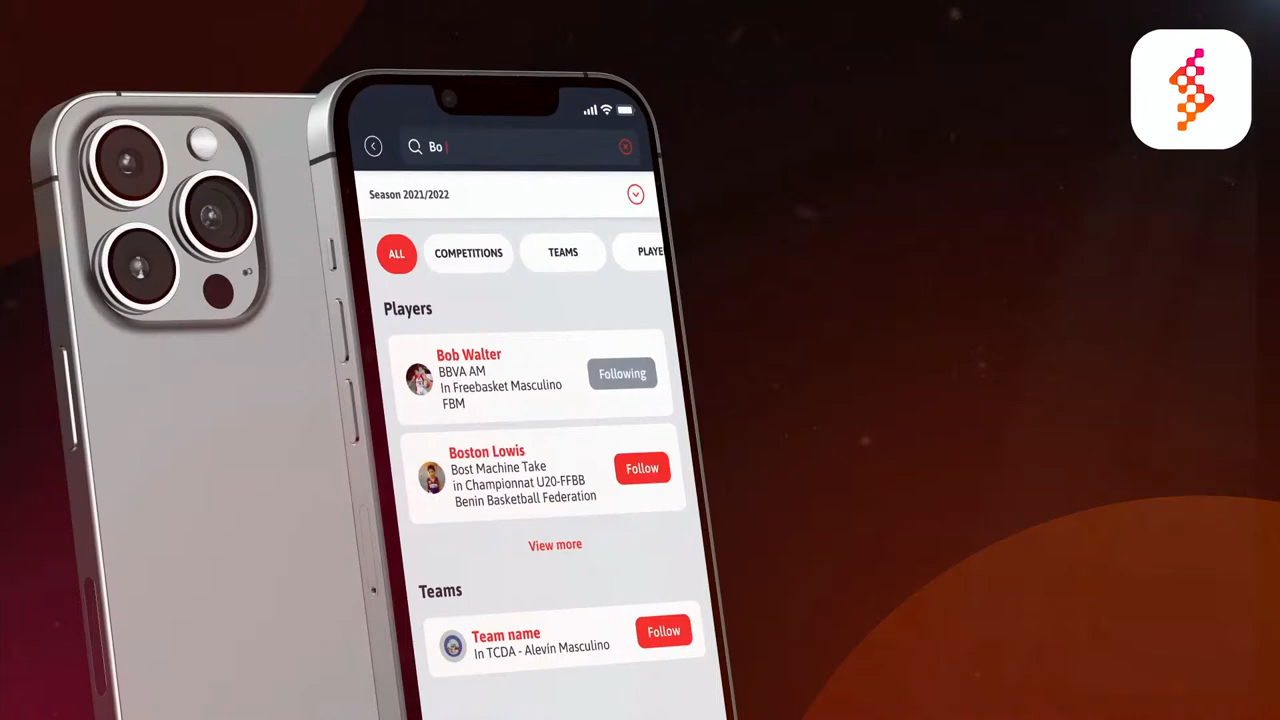 Bo
Season 2021/2022
ALL
COMPETITIONS
TEAMS
PLAYE
Players
Bob Walter
BBVA AM
In Freebasket Masculino
FBM
Following
Boston Lowis
Bost Machine Take
in Championnat U20-FFBB
Benin Basketball Federation
Follow
View more
Teams
Team name
In TCDA - Alevín Masculino
Follow